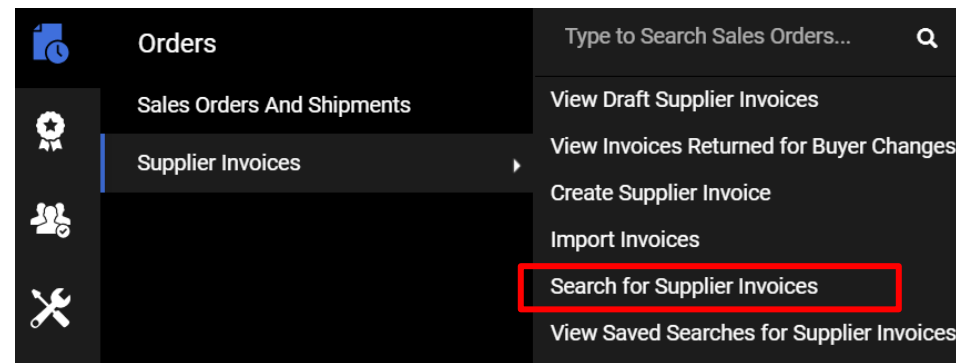 Orders
Sales Orders And Shipments
Supplier Invoices
Type to Search Sales Orders...
View Draft Supplier Invoices
View Invoices Returned for Buyer Changes
Create Supplier Invoice
Import Invoices
Search for Supplier Invoices
View Saved Searches for Supplier Invoices